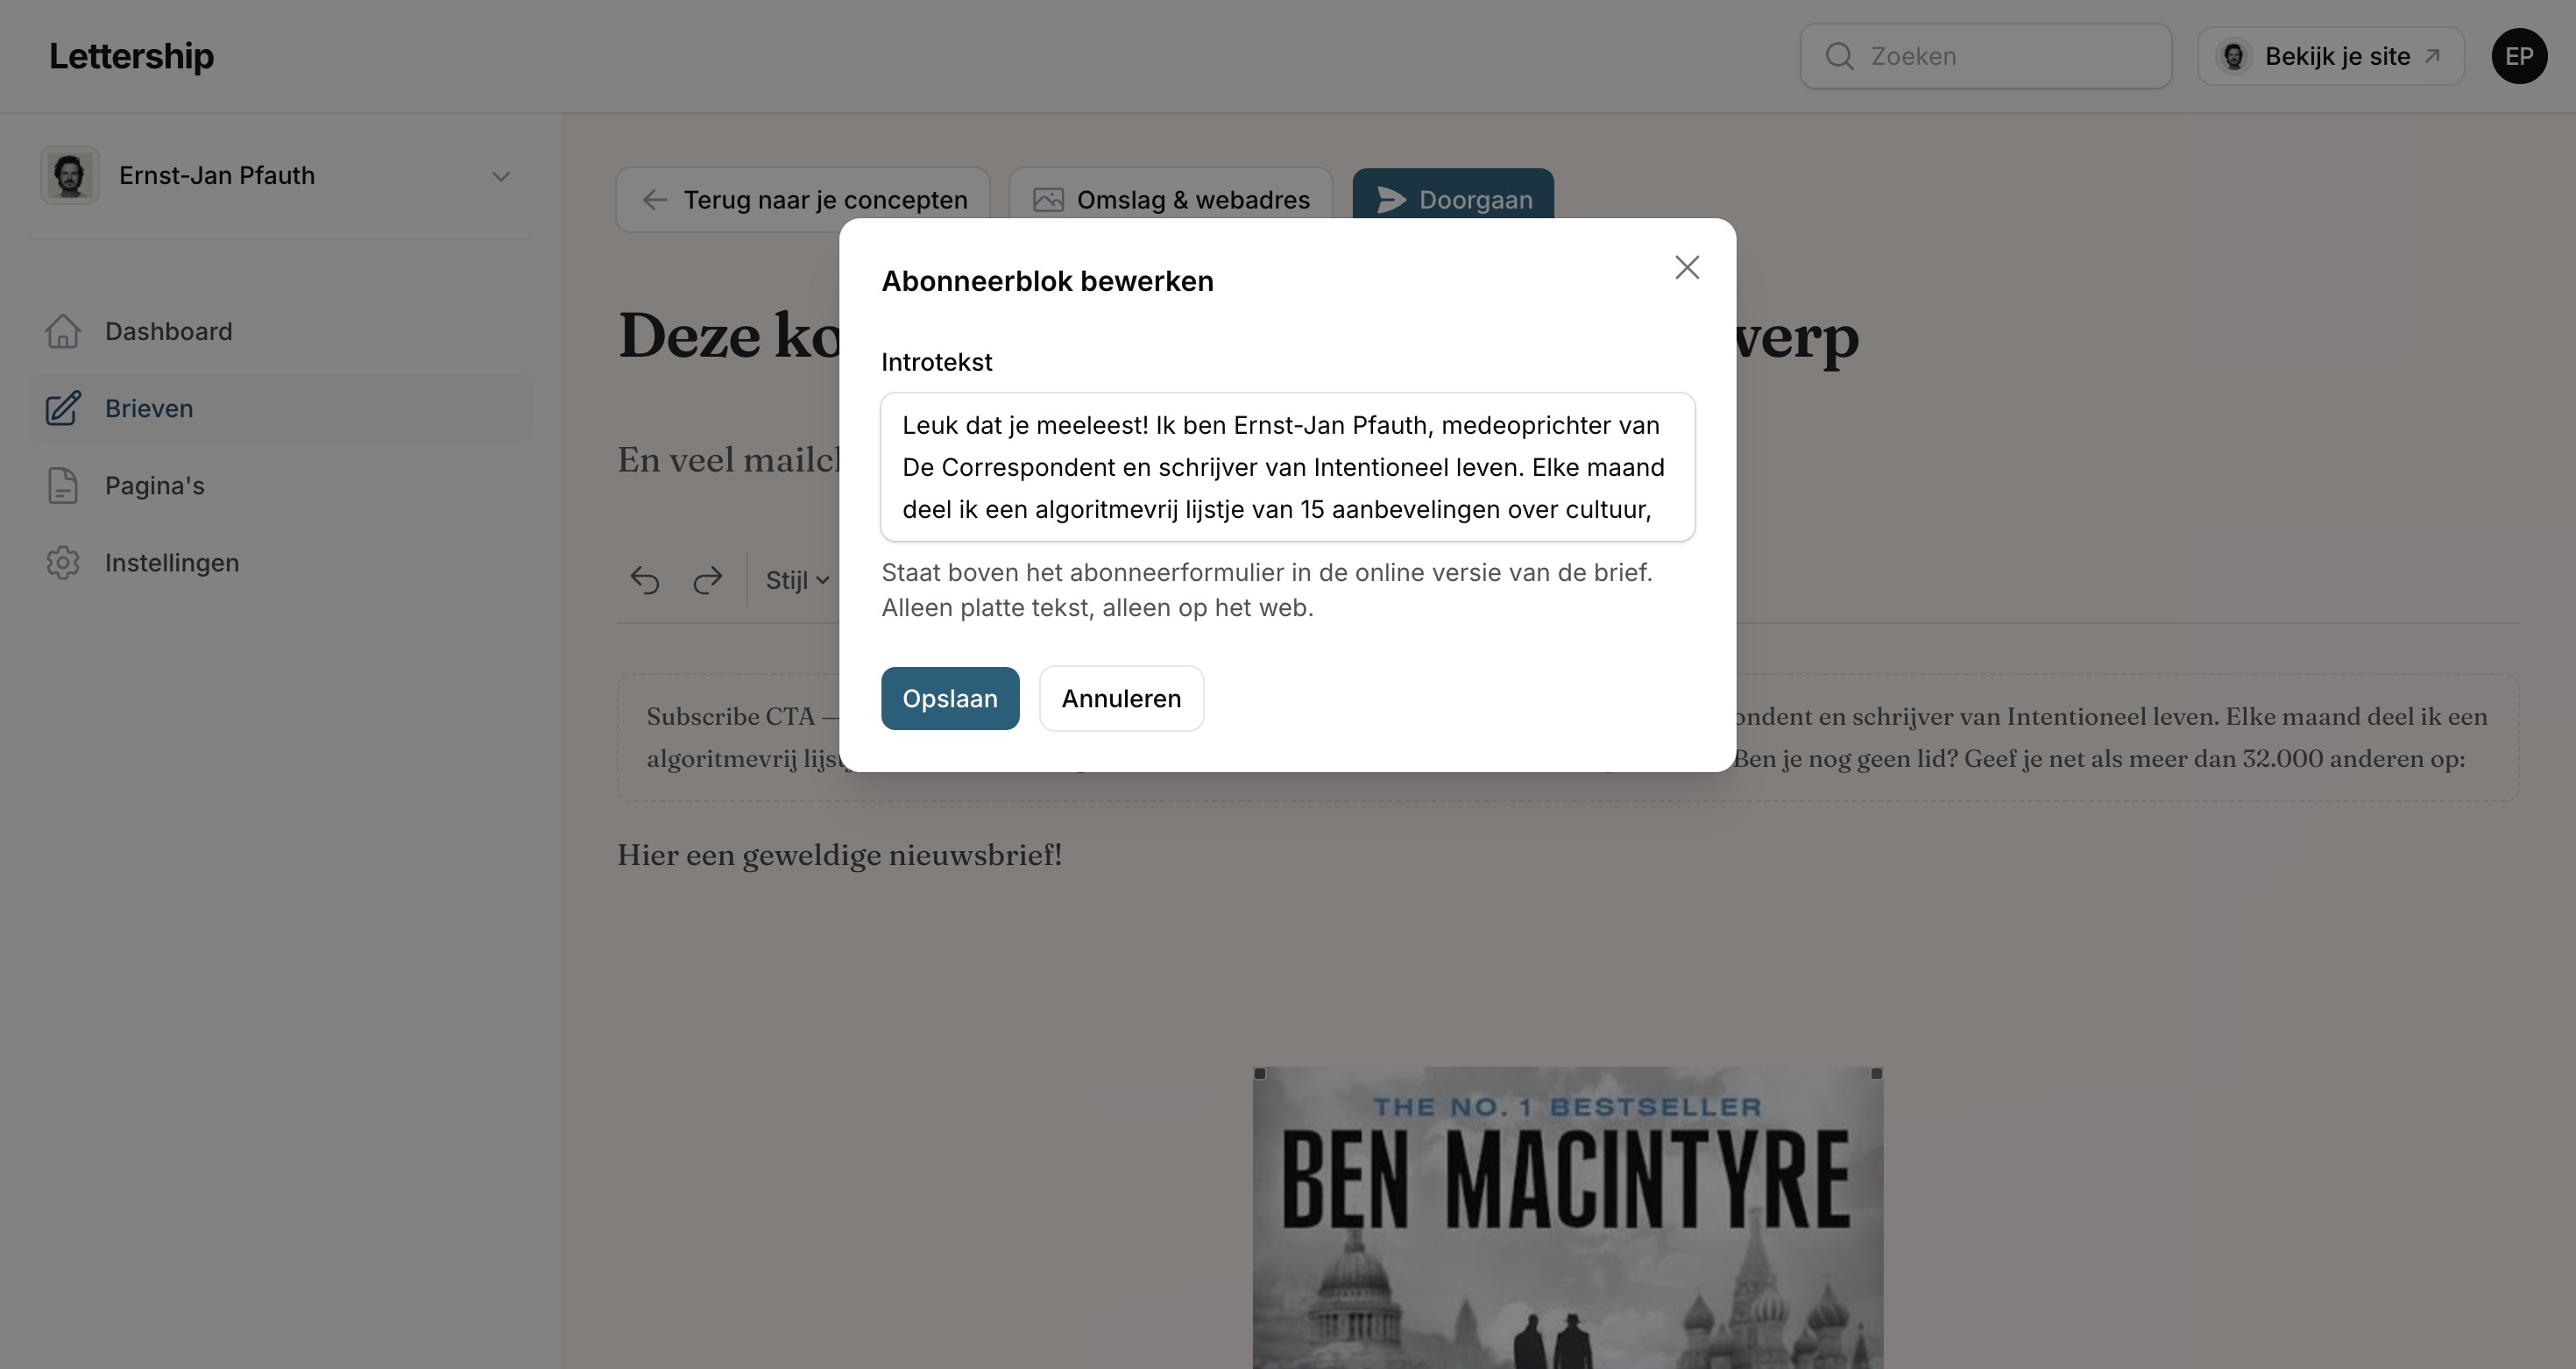 Lettership
Zoeken
Bekijk je site
EP
Ernst-Jan Pfauth
Dashboard
Brieven
Pagina's
Instellingen
Terug naar je concepten
Omslag & webadres
Doorgaan
Deze
En veel
Stijl
Abonneerblok bewerken
Introtekst
Leuk dat je meeleest! Ik ben Ernst-Jan Pfauth, medeoprichter van
De Correspondent en schrijver van Intentioneel leven. Elke maand
deel ik een algoritmevrij lijstje van 15 aanbevelingen over cultuur,
Staat boven het abonneerformulier in de online versie van de brief.
Alleen platte tekst, alleen op het web.
Opslaan
Annuleren
Subscribe CTA — en schrijver van Intentioneel leven. Elke maand deel ik een
algoritmevrij Ben je nog geen lid? Geef je net als meer dan 32.000 anderen op:
Hier een geweldige nieuwsbrief!
THE NO. 1 BESTSELLER
BEN MACINTYRE